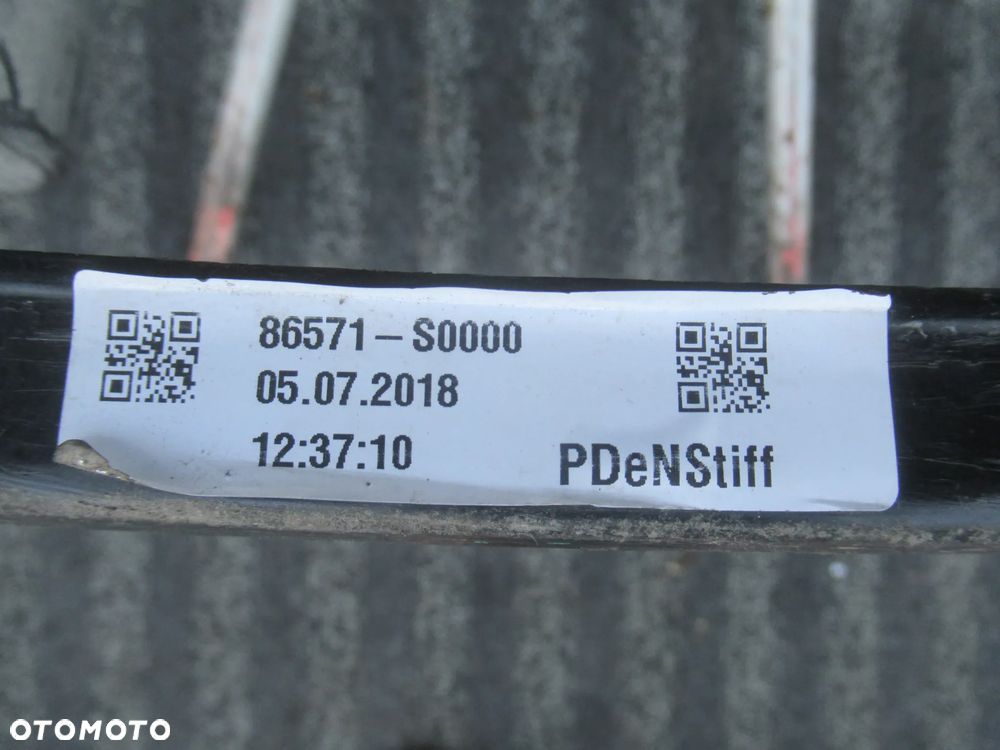 86571-S0000
05.07.2018
12:37:10
PDeNStiff
OTOMOTO